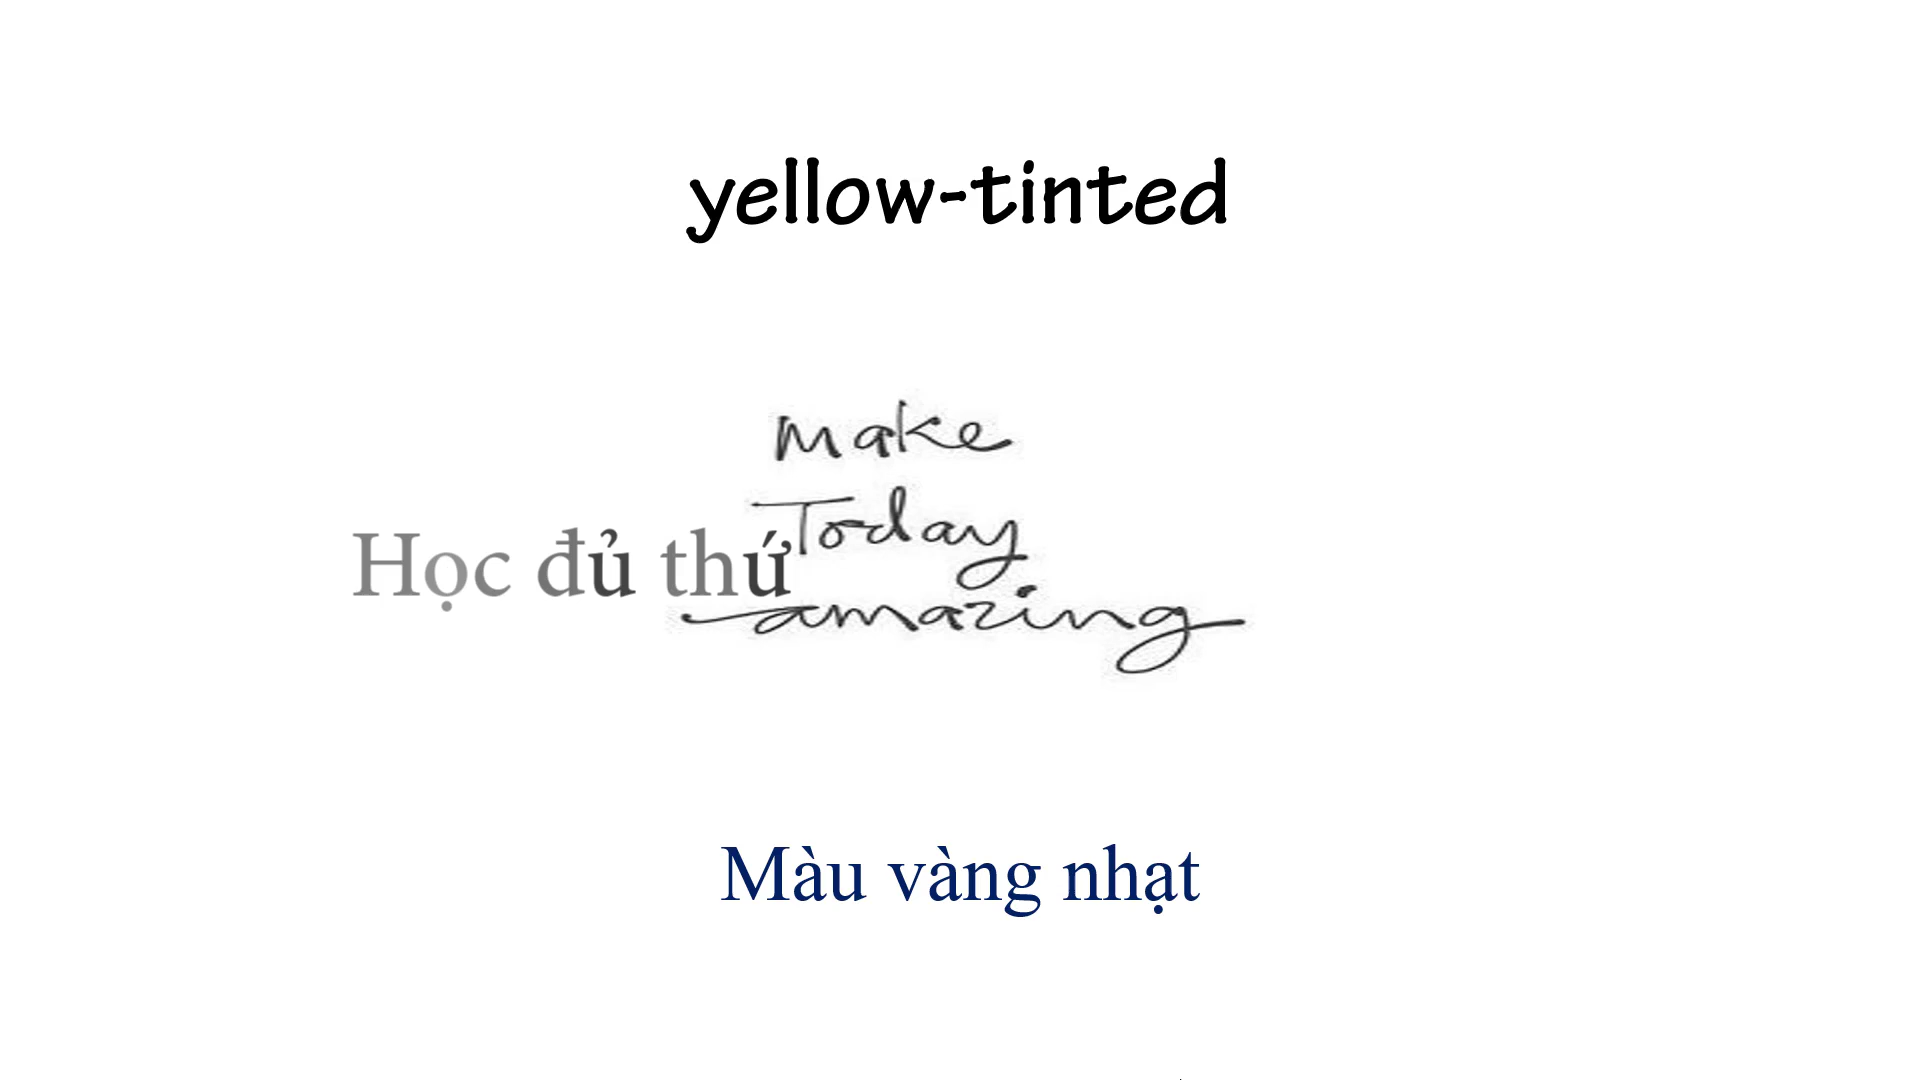 yellow-tinted
Make
Today
Học đủ thứ
amazing
Màu vàng nhạt